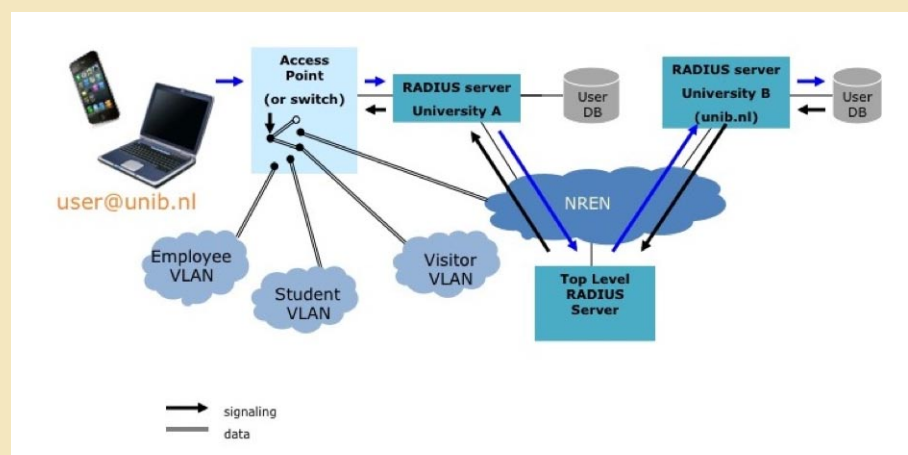 Access
Point
(or switch)
RADIUS server
University A
User
DB
RADIUS server
University B
(unib.nl)
User
DB
user@unib.nl
NREN
Employee
VLAN
Student
VLAN
Visitor
VLAN
Top Level
RADIUS
Server
signaling
data